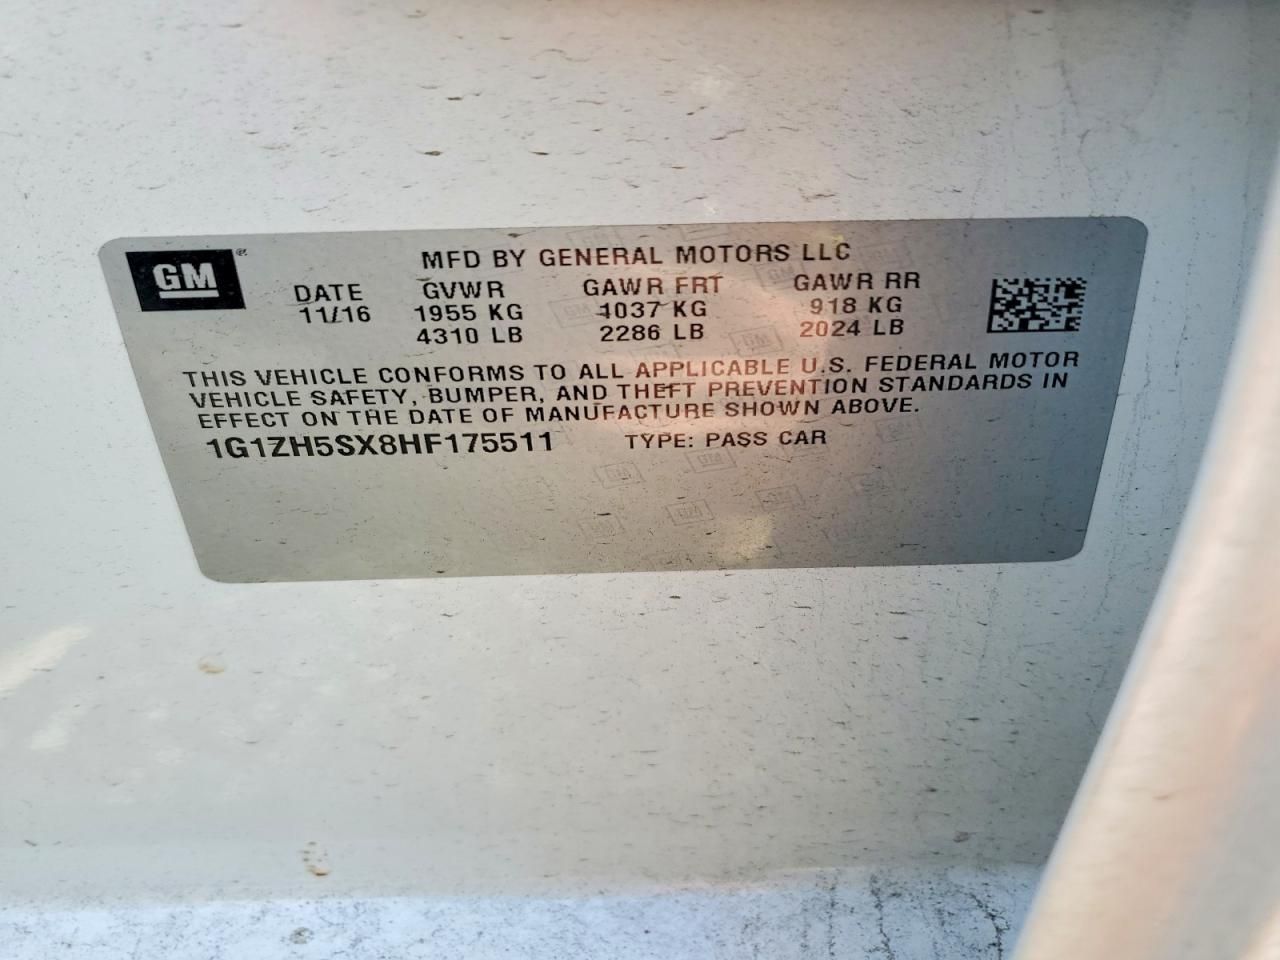 GM ®
MFD BY GENERAL MOTORS LLC
DATE GVWR GAWR FRT GAWR RR
11/16 1955 KG 1037 KG 918 KG
4310 LB 2286 LB 2024 LB
THIS VEHICLE CONFORMS TO ALL APPLICABLE U.S. FEDERAL MOTOR
VEHICLE SAFETY, BUMPER, AND THEFT PREVENTION STANDARDS IN
EFFECT ON THE DATE OF MANUFACTURE SHOWN ABOVE.
1G1ZH5SX8HF175511 TYPE: PASS CAR